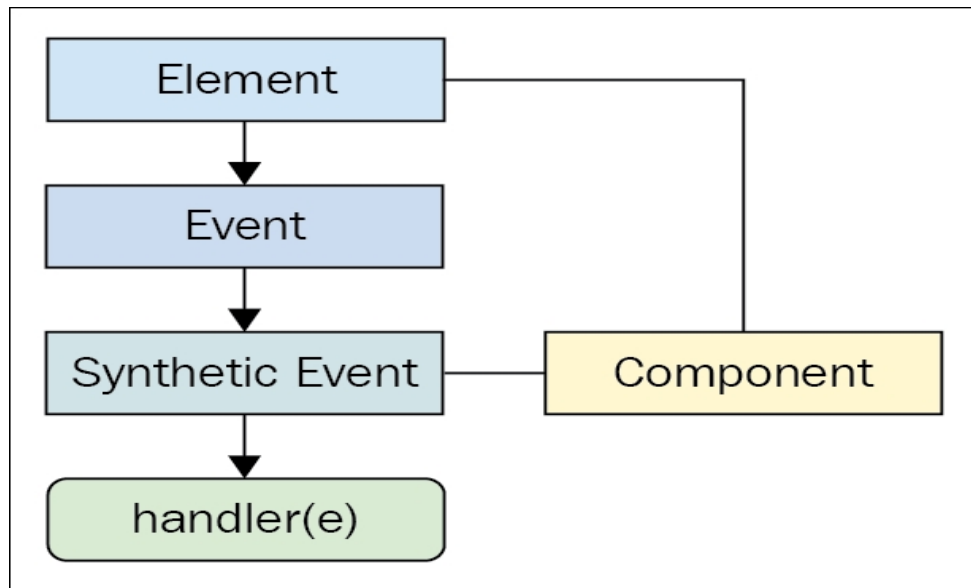 Element
Event
Synthetic Event
Component
handler(e)